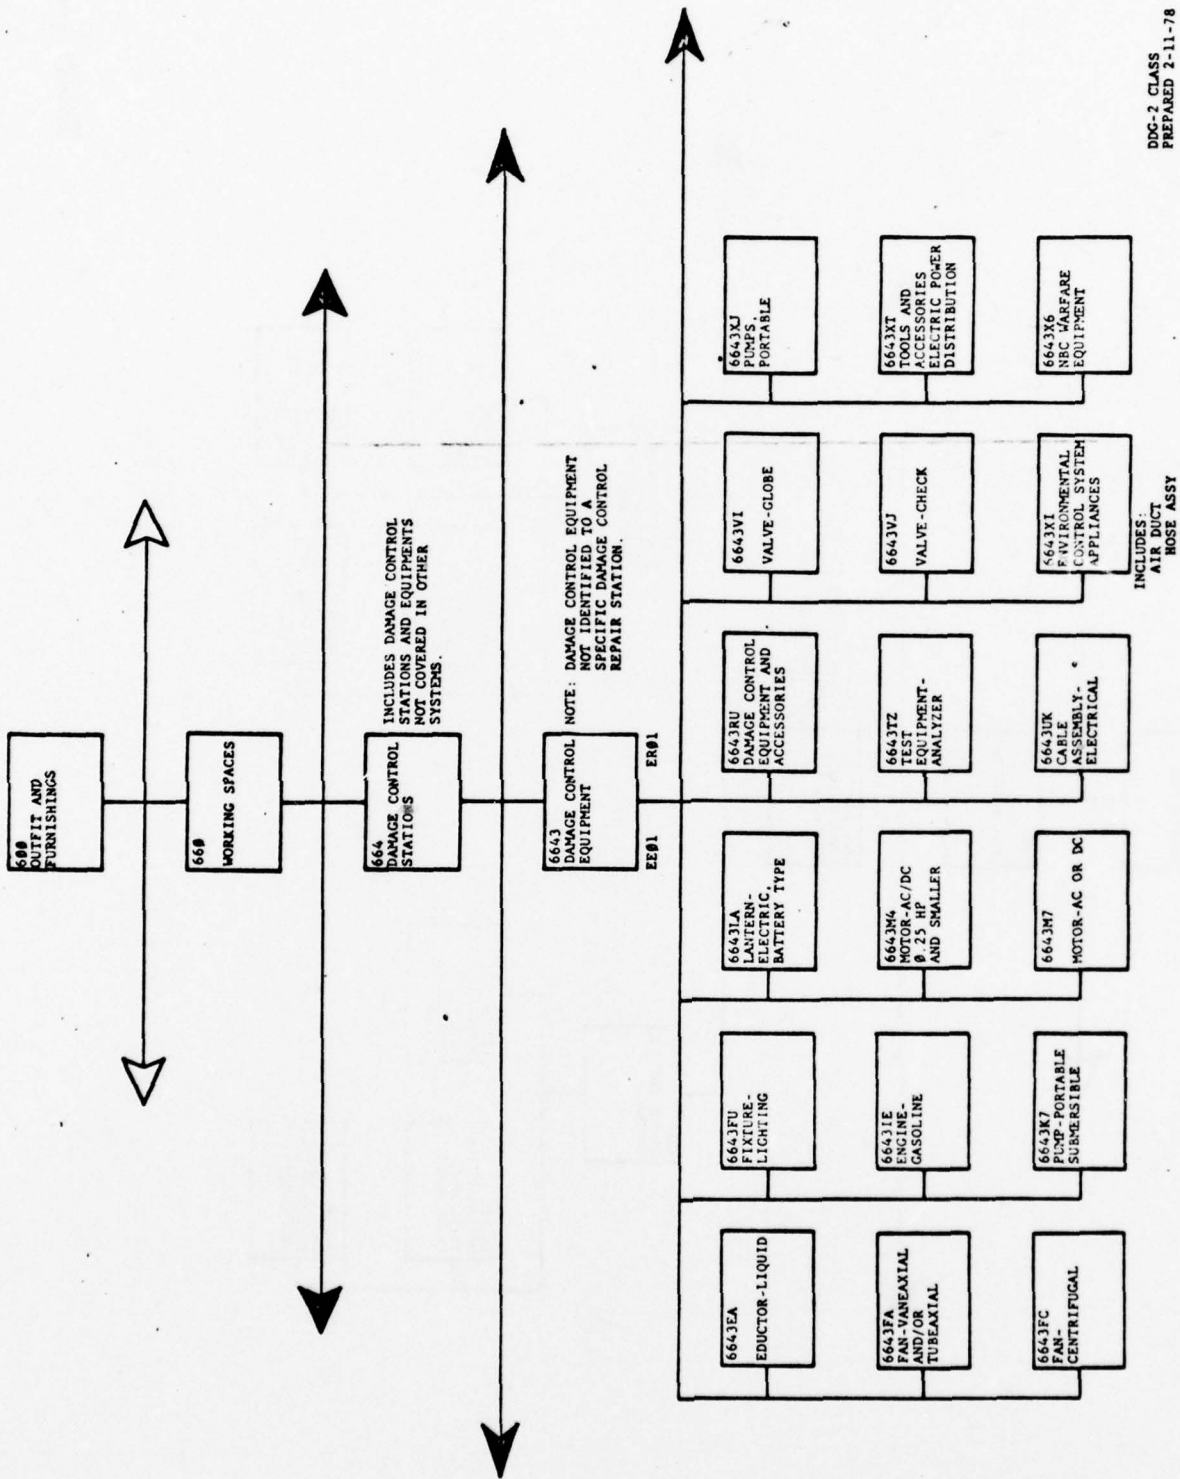 600
OUTFIT AND
FURNISHINGS
660
WORKING SPACES
664
DAMAGE CONTROL
STATIONS
INCLUDES DAMAGE CONTROL
STATIONS AND EQUIPMENTS
NOT COVERED IN OTHER
SYSTEMS.
6643
DAMAGE CONTROL
EQUIPMENT
NOTE: DAMAGE CONTROL EQUIPMENT
NOT IDENTIFIED TO A
SPECIFIC DAMAGE CONTROL
REPAIR STATION.
EE01
ER01
6643EA
EDUCTOR-LIQUID
6643FA
FAN-VANEAXIAL
AND/OR
TUBEAXIAL
6643FC
FAN-
CENTRIFUGAL
6643FU
FIXTURE-
LIGHTING
6643IE
ENGINE-
GASOLINE
6643K7
PUMP-PORTABLE
SUBMERSIBLE
6643LA
LANTERN-
ELECTRIC,
BATTERY TYPE
6643M4
MOTOR-AC/DC
0.25 HP
AND SMALLER
6643M7
MOTOR-AC OR DC
6643RU
DAMAGE CONTROL
EQUIPMENT AND
ACCESSORIES
6643TZ
TEST
EQUIPMENT-
ANALYZER
6643UK
CABLE
ASSEMBLY-
ELECTRICAL
6643VI
VALVE-GLOBE
6643VJ
VALVE-CHECK
6643XI
ENVIRONMENTAL
CONTROL SYSTEM
APPLIANCES
INCLUDES:
AIR DUCT
HOSE ASSY
6643XJ
PUMPS,
PORTABLE
6643XT
TOOLS AND
ACCESSORIES
ELECTRIC POWER
DISTRIBUTION
6643X6
NBC WARFARE
EQUIPMENT
DDG-2 CLASS
PREPARED 2-11-78